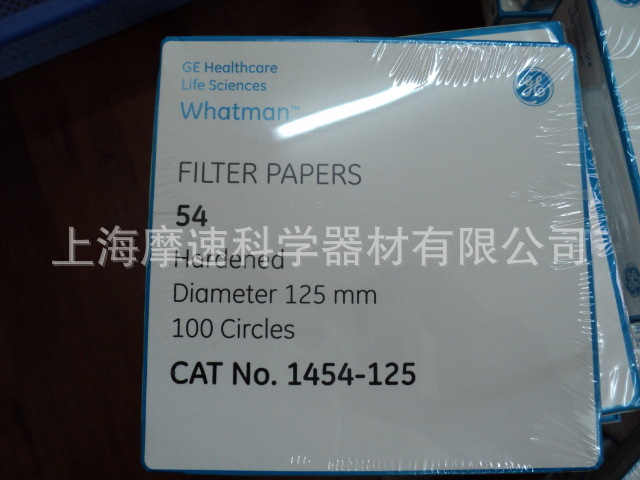 GE Healthcare
Life Sciences
Whatman™
FILTER PAPERS
54
上海摩速科学器材有限公司
Hardened
Diameter 125 mm
100 Circles
CAT No. 1454-125